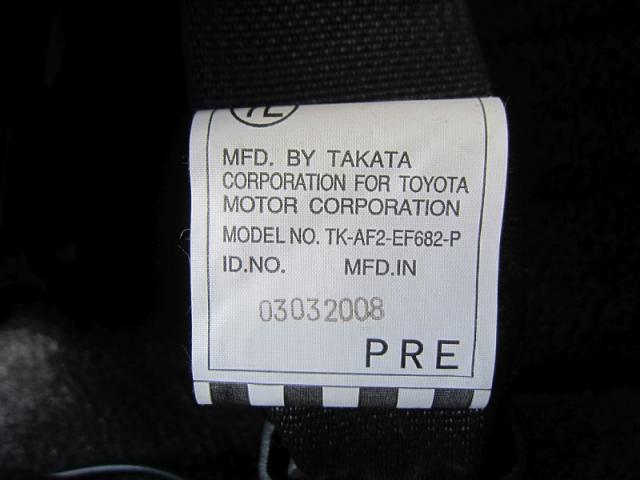 MFD. BY TAKATA
CORPORATION FOR TOYOTA
MOTOR CORPORATION
MODEL NO. TK-AF2-EF682-P
ID.NO. MFD.IN
03032008
PRE